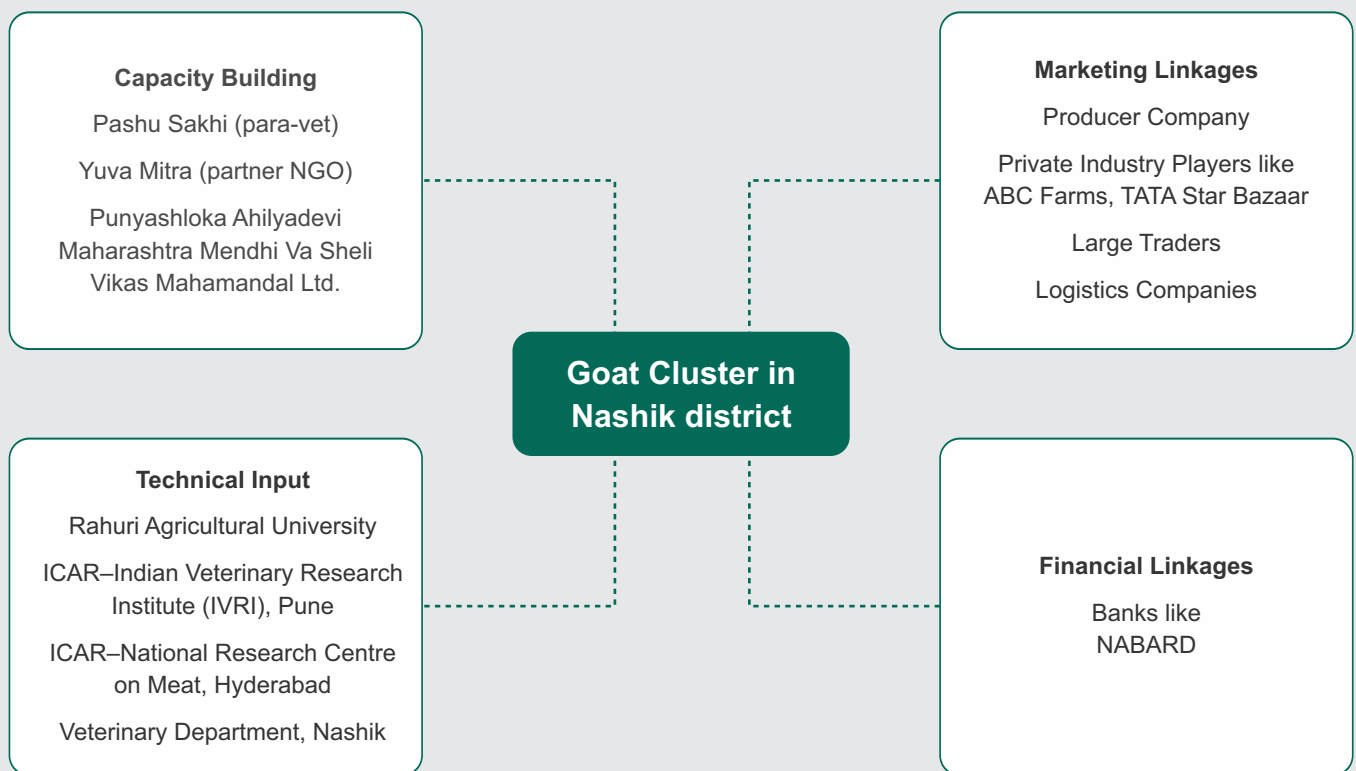 Capacity Building
Pashu Sakhi (para-vet)
Yuva Mitra (partner NGO)
Punyashloka Ahilyadevi
Maharashtra Mendhi Va Sheli
Vikas Mahamandal Ltd.
Marketing Linkages
Producer Company
Private Industry Players like
ABC Farms, TATA Star Bazaar
Large Traders
Logistics Companies
Goat Cluster in
Nashik district
Technical Input
Rahuri Agricultural University
ICAR–Indian Veterinary Research
Institute (IVRI), Pune
ICAR–National Research Centre
on Meat, Hyderabad
Veterinary Department, Nashik
Financial Linkages
Banks like
NABARD